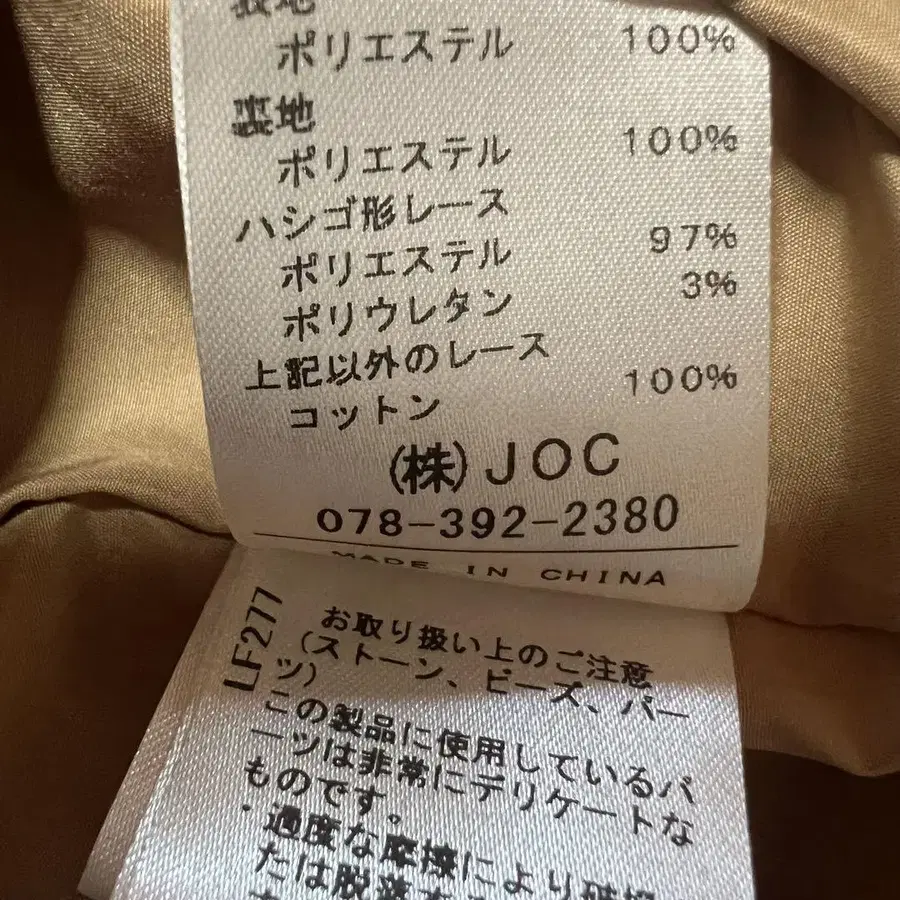 表地
ポリエステル 100%
裏地
ポリエステル 100%
ハシゴ形レース
ポリエステル 97%
ポリウレタン 3%
上記以外のレース
コットン 100%
(株)JOC
078-392-2380
MADE IN CHINA
LF277
お取り扱い上のご注意
(ストーン、ビーズ、パー
ツ)
この製品に使用しているパ
ーツは非常にデリケートな
ものです。
・過度な摩擦により破損
たは脱落